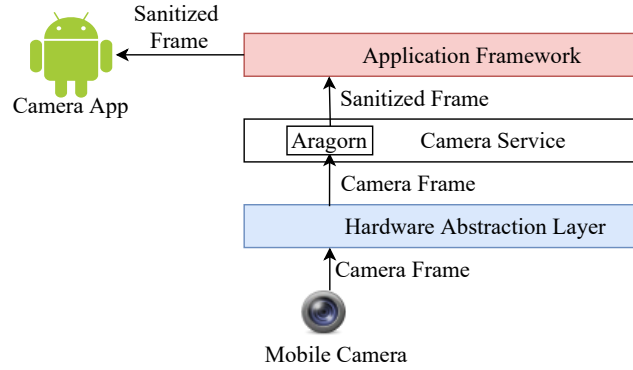 Sanitized
Frame
Application Framework
Camera App
Sanitized Frame
Aragorn
Camera Service
Camera Frame
Hardware Abstraction Layer
Camera Frame
Mobile Camera